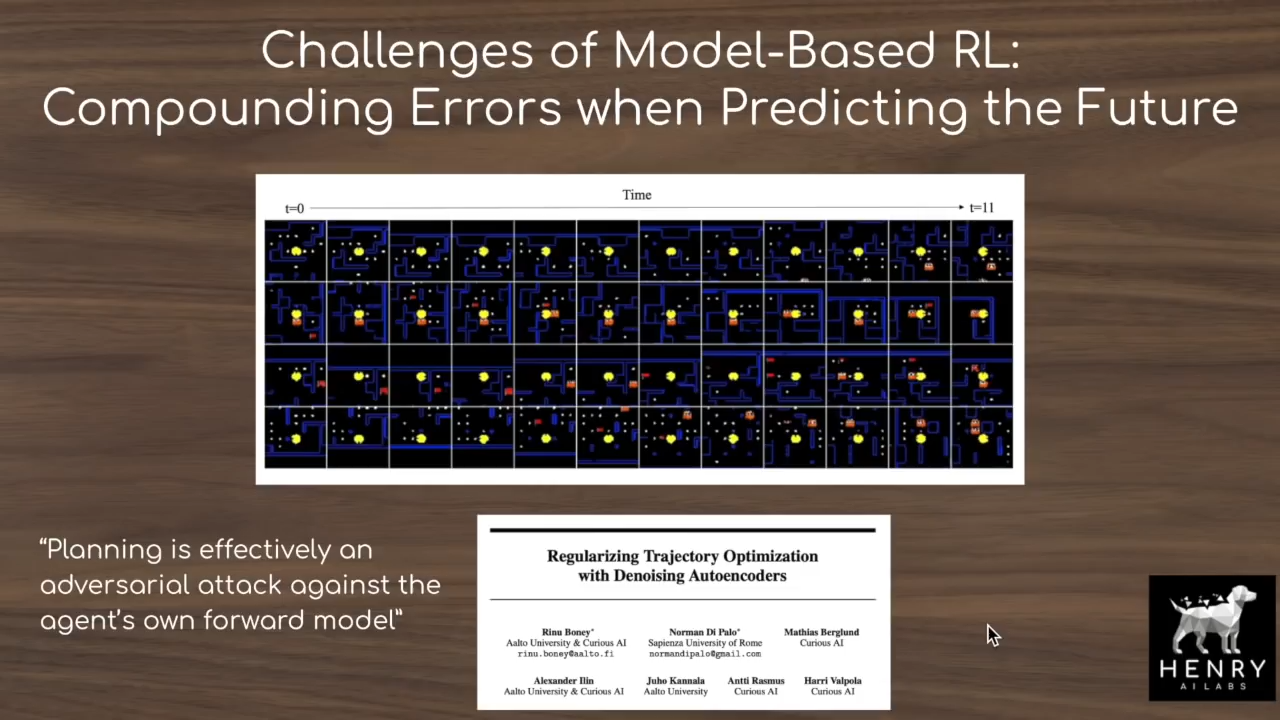 Challenges of Model-Based RL:
Compounding Errors when Predicting the Future
Time
t=0
t=11
“Planning is effectively an
adversarial attack against the
agent’s own forward model”
Regularizing Trajectory Optimization
with Denoising Autoencoders
Rinu Boney* Norman Di Palo* Mathias Berglund
Aalto University & Curious AI Sapienza University of Rome Curious AI
rinu.boney@aalto.fi normandipalo@gmail.com
Alexander Ilin Juho Kannala Antti Rasmus Harri Valpola
Aalto University & Curious AI Aalto University Curious AI Curious AI
HENRY
AI LABS